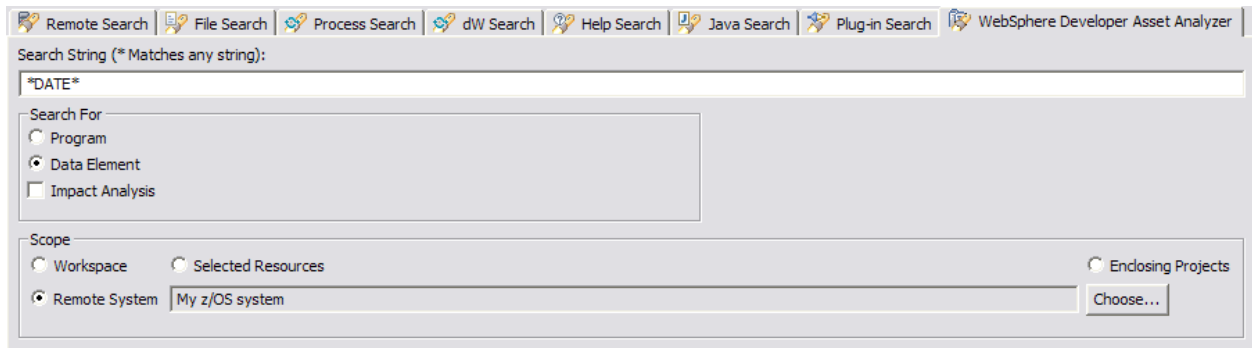 Remote Search File Search Process Search dW Search Help Search Java Search Plug-in Search WebSphere Developer Asset Analyzer
Search String (* Matches any string):
*DATE*
Search For
Program
Data Element
Impact Analysis
Scope
Workspace Selected Resources Enclosing Projects
Remote System My z/OS system Choose...